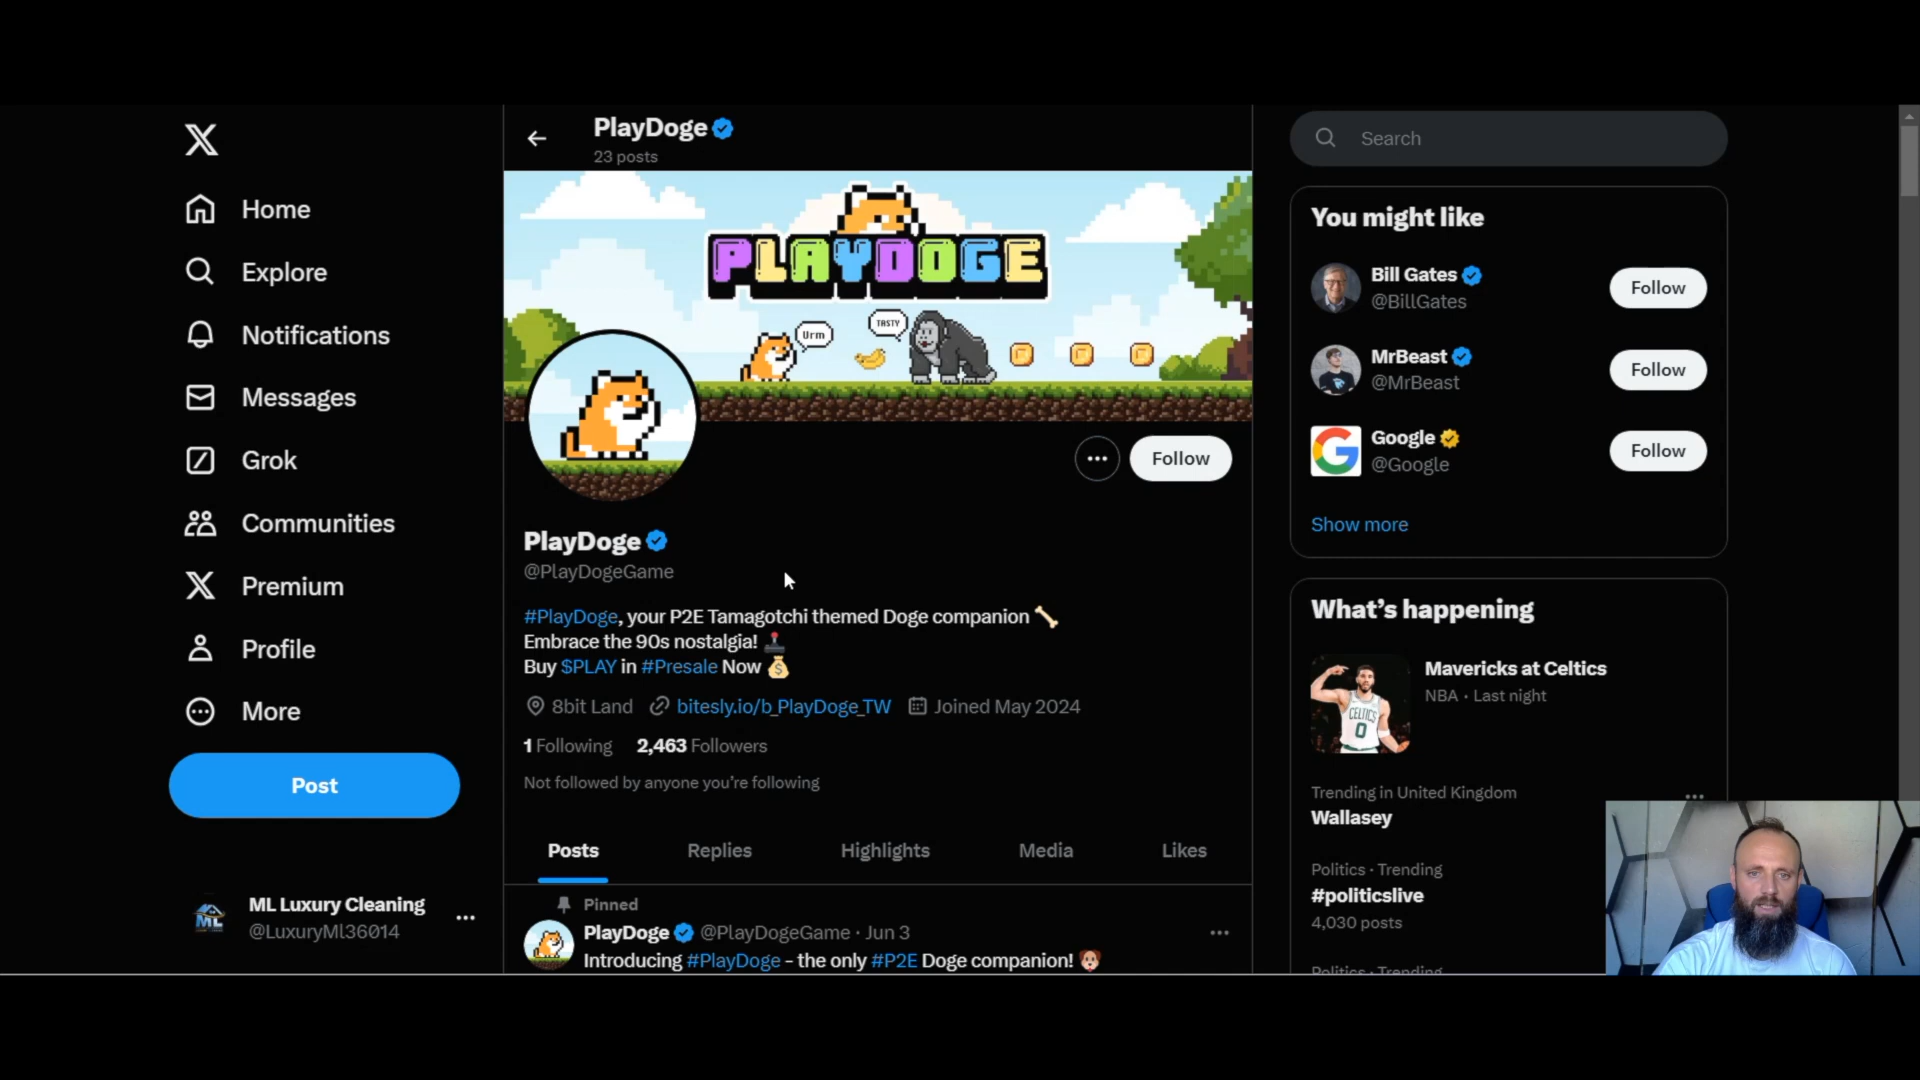 Home
Explore
Notifications
Messages
Grok
Communities
Premium
Profile
More
Post
ML Luxury Cleaning
@LuxuryMl36014
PlayDoge
23 posts
PLAYDOGE
Urm
TASTY
Follow
PlayDoge
@PlayDogeGame
#PlayDoge, your P2E Tamagotchi themed Doge companion 🦴
Embrace the 90s nostalgia! 🕹️
Buy $PLAY in #Presale Now 💰
8bit Land bitesly.io/b_PlayDoge_TW Joined May 2024
1 Following 2,463 Followers
Not followed by anyone you’re following
Posts Replies Highlights Media Likes
Pinned
PlayDoge @PlayDogeGame · Jun 3
Introducing #PlayDoge – the only #P2E Doge companion! 🐶
Search
You might like
Bill Gates
@BillGates
Follow
MrBeast
@MrBeast
Follow
Google
@Google
Follow
Show more
What’s happening
Mavericks at Celtics
NBA · Last night
CELTICS
0
Trending in United Kingdom
Wallasey
Politics · Trending
#politicslive
4,030 posts
Politics · Trending
ML